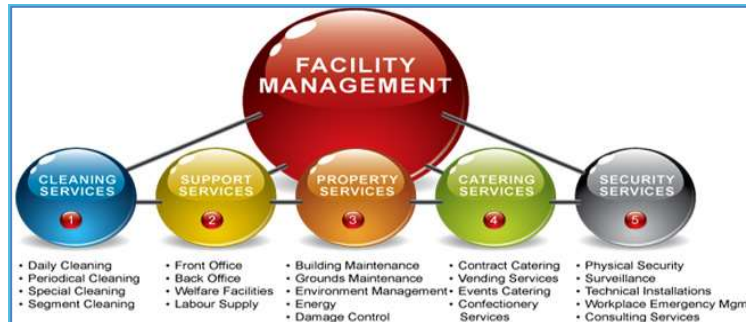 FACILITY
MANAGEMENT
CLEANING
SERVICES
1
SUPPORT
SERVICES
2
PROPERTY
SERVICES
3
CATERING
SERVICES
4
SECURITY
SERVICES
5
• Daily Cleaning
• Periodical Cleaning
• Special Cleaning
• Segment Cleaning
• Front Office
• Back Office
• Welfare Facilities
• Labour Supply
• Building Maintenance
• Grounds Maintenance
• Environment Management
• Energy
• Damage Control
• Contract Catering
• Vending Services
• Events Catering
• Confectionery
Services
• Physical Security
• Surveillance
• Technical Installations
• Workplace Emergency Mgm
• Consulting Services